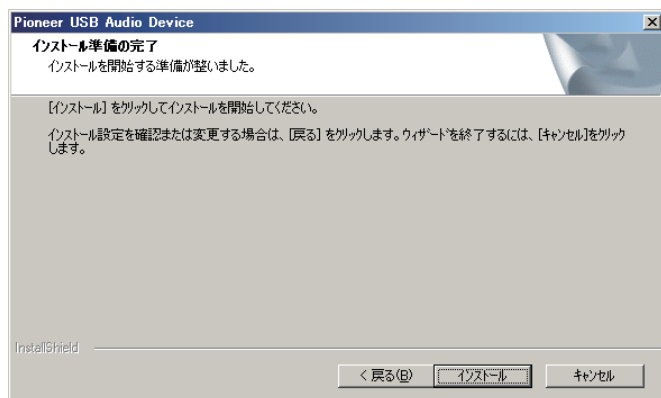 Pioneer USB Audio Device
インストール準備の完了
インストールを開始する準備が整いました。
[インストール] をクリックしてインストールを開始してください。
インストール設定を確認または変更する場合は、[戻る] をクリックします。ウィザードを終了するには、[キャンセル]をクリック
します。
InstallShield
< 戻る(B)
インストール
キャンセル